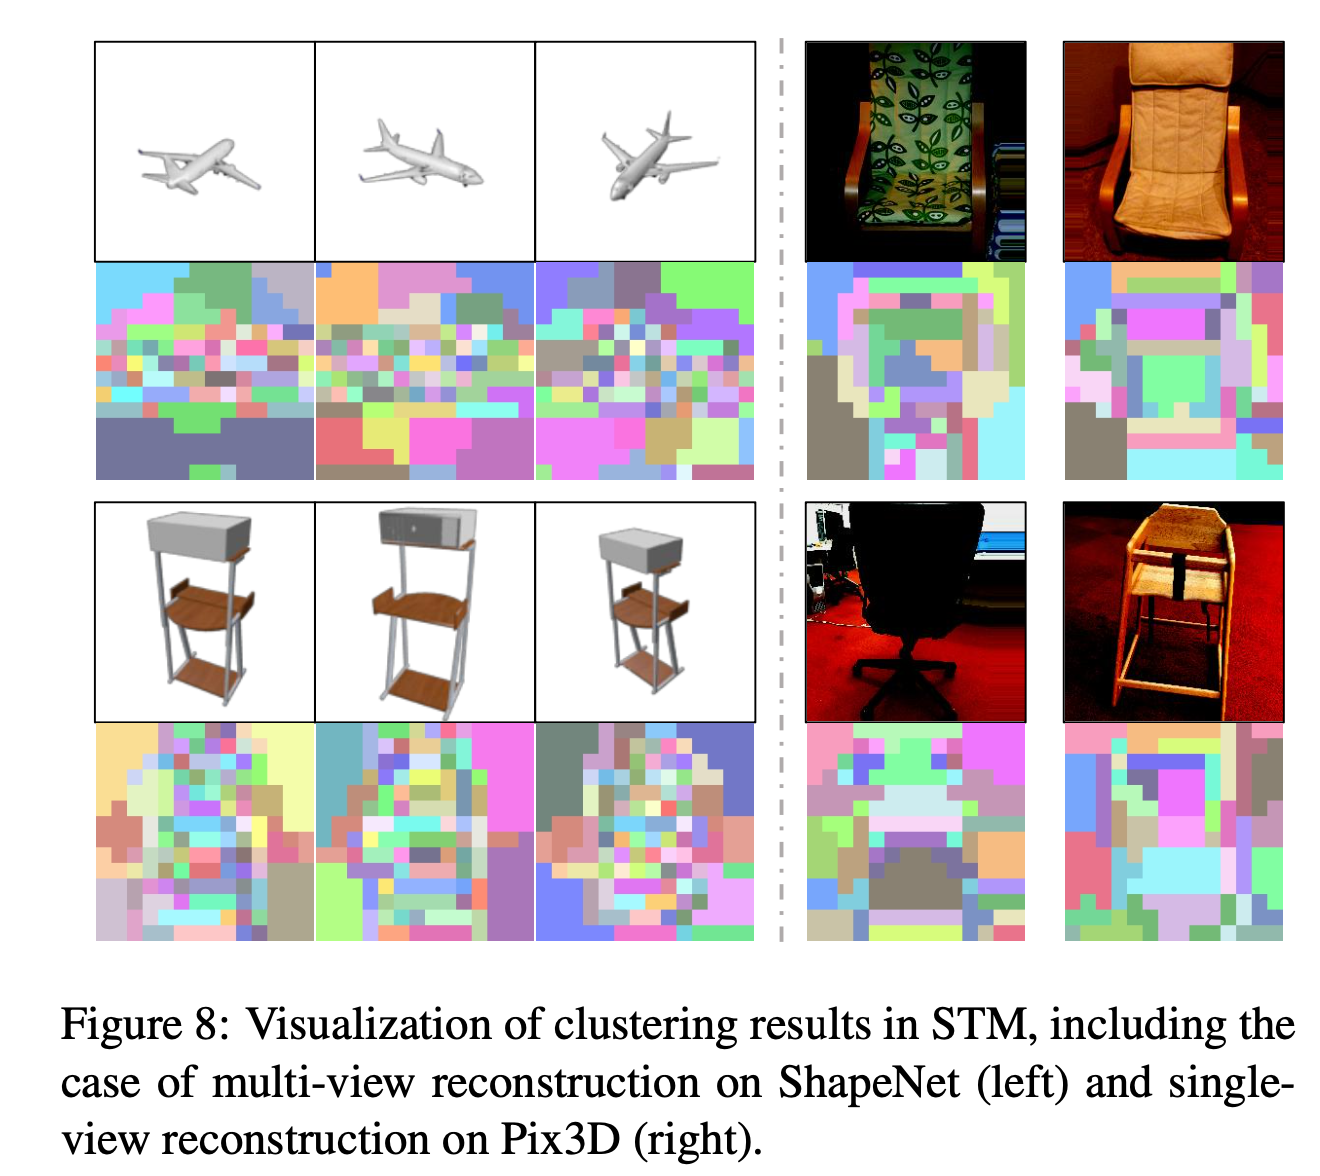 Figure 8: Visualization of clustering results in STM, including the
case of multi-view reconstruction on ShapeNet (left) and single-
view reconstruction on Pix3D (right).